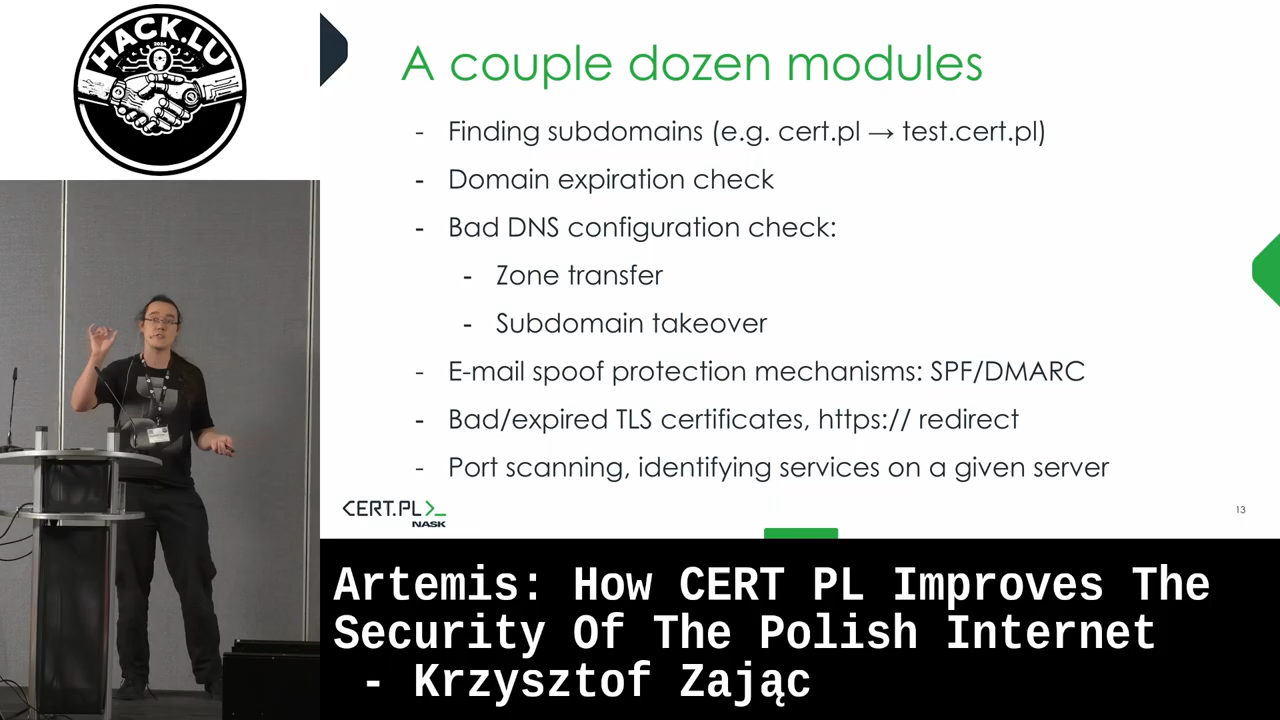 HACK.LU
2024
A couple dozen modules
- Finding subdomains (e.g. cert.pl → test.cert.pl)
- Domain expiration check
- Bad DNS configuration check:
- Zone transfer
- Subdomain takeover
- E-mail spoof protection mechanisms: SPF/DMARC
- Bad/expired TLS certificates, https:// redirect
- Port scanning, identifying services on a given server
CERT.PL>_
NASK
13
Artemis: How CERT PL Improves The
Security Of The Polish Internet
- Krzysztof Zając